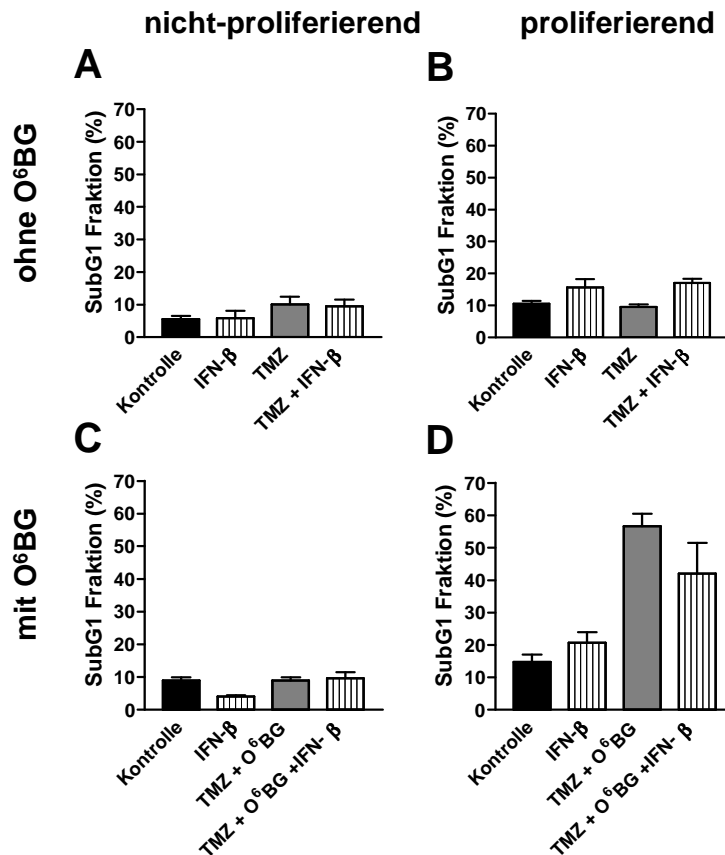 nicht-proliferierend
proliferierend
ohne O⁶BG
mit O⁶BG
A
SubG1 Fraktion (%)
70
60
50
40
30
20
10
0
Kontrolle
IFN-β
TMZ
TMZ + IFN-β
B
SubG1 Fraktion (%)
70
60
50
40
30
20
10
0
Kontrolle
IFN-β
TMZ
TMZ + IFN-β
C
SubG1 Fraktion (%)
70
60
50
40
30
20
10
0
Kontrolle
IFN-β
TMZ + O⁶BG
TMZ + O⁶BG +IFN- β
D
SubG1 Fraktion (%)
70
60
50
40
30
20
10
0
Kontrolle
IFN-β
TMZ + O⁶BG
TMZ + O⁶BG +IFN- β